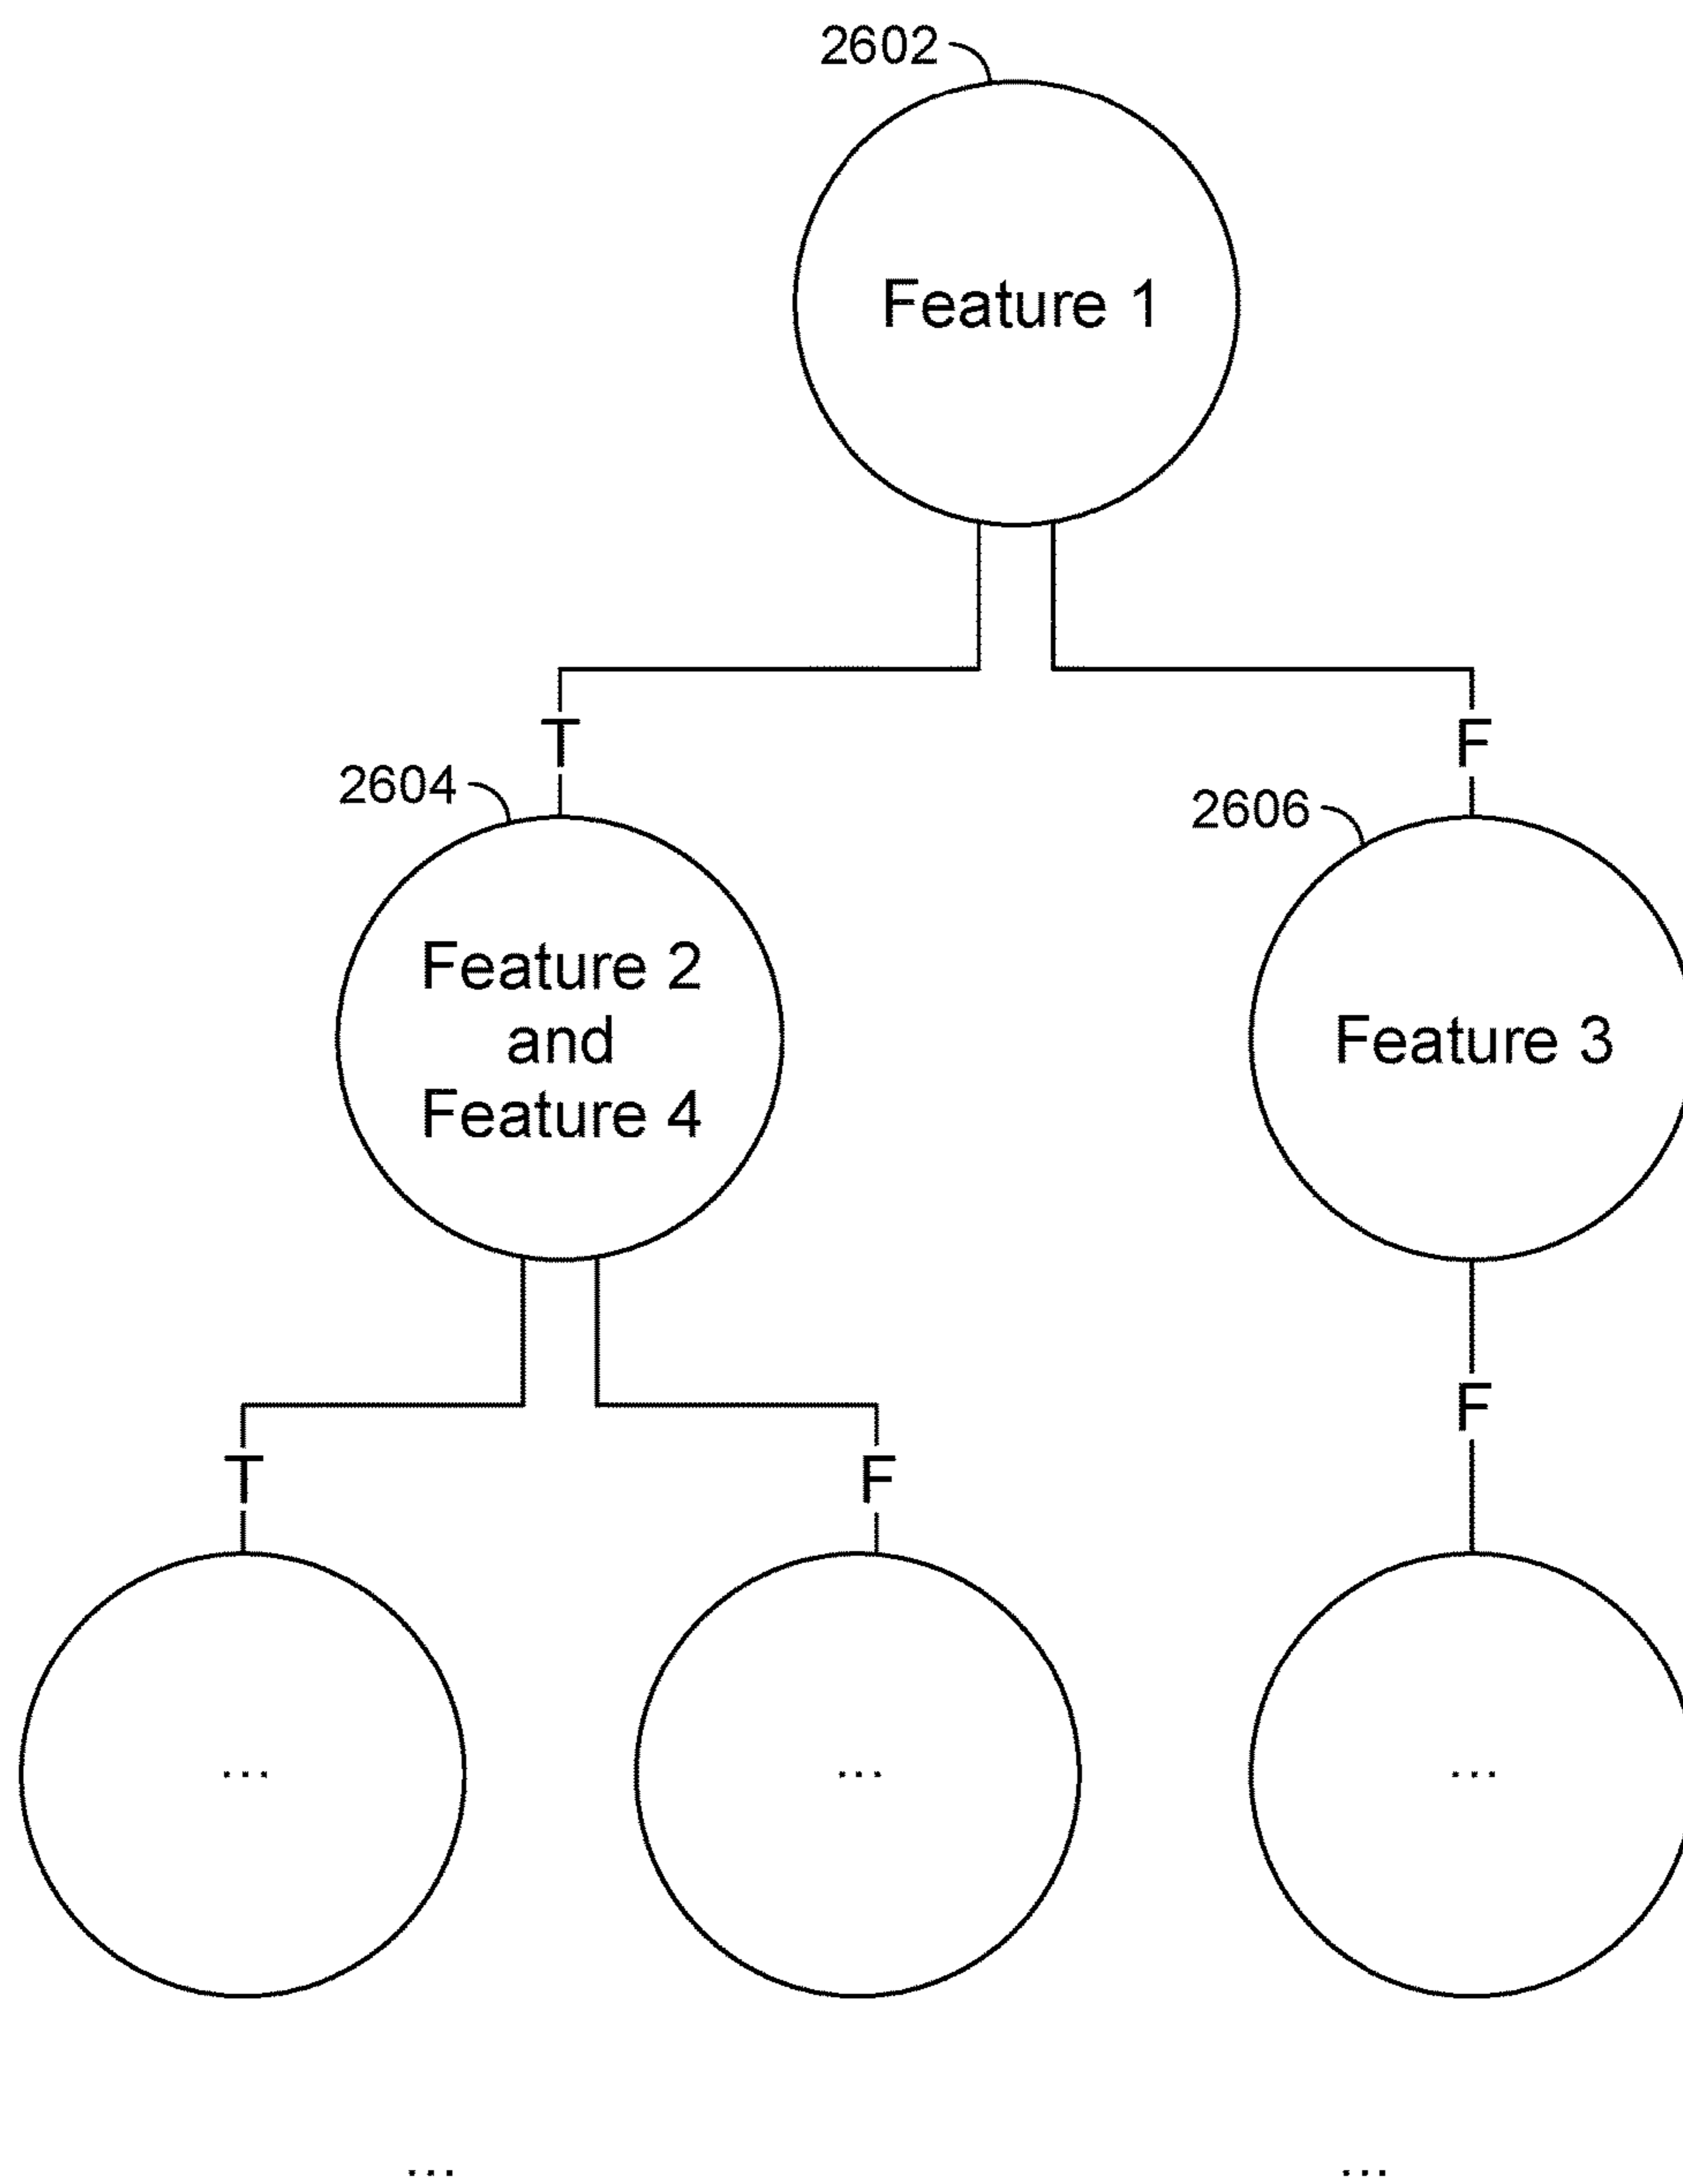 2602
Feature 1
T
F
2604
2606
Feature 2
and
Feature 4
Feature 3
F
T
F
...
...
...
...
...